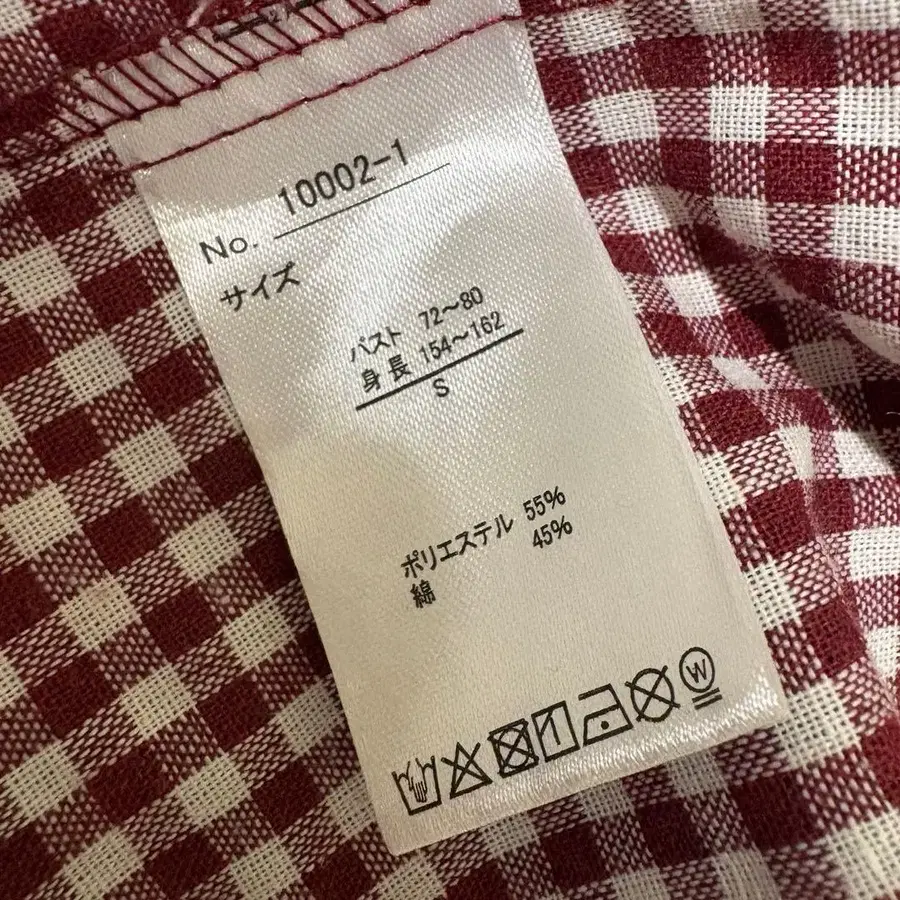 No. 10002-1
サイズ
バスト 72～80
身長 154～162
S
ポリエステル 55%
綿 45%
W